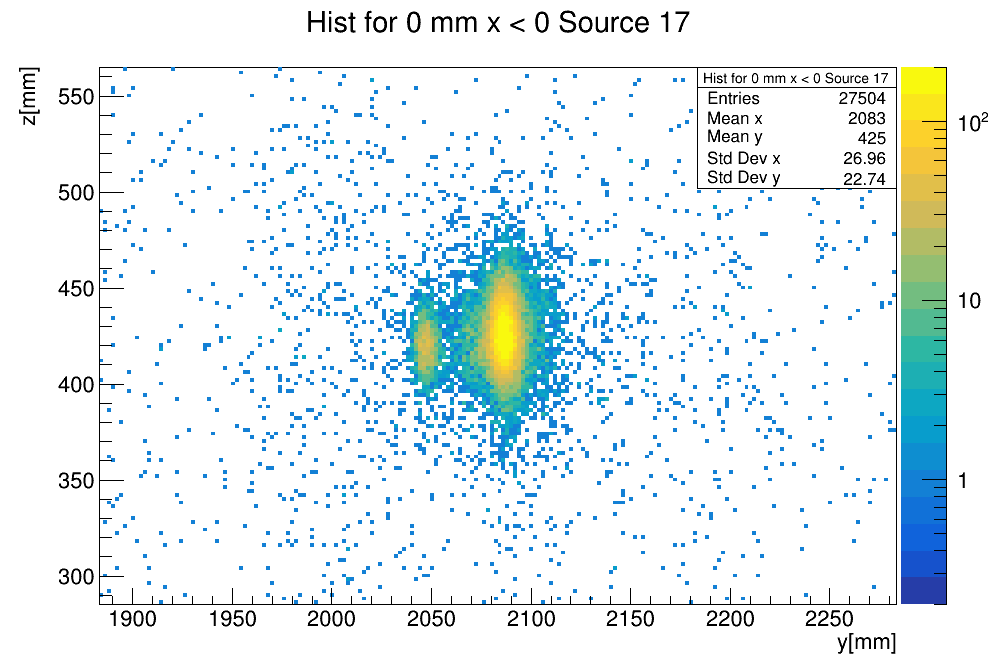 Hist for 0 mm x < 0 Source 17
z[mm]
550
500
450
400
350
300
Hist for 0 mm x < 0 Source 17
Entries 27504
Mean x 2083
Mean y 425
Std Dev x 26.96
Std Dev y 22.74
10²
10
1
1900 1950 2000 2050 2100 2150 2200 2250
y[mm]